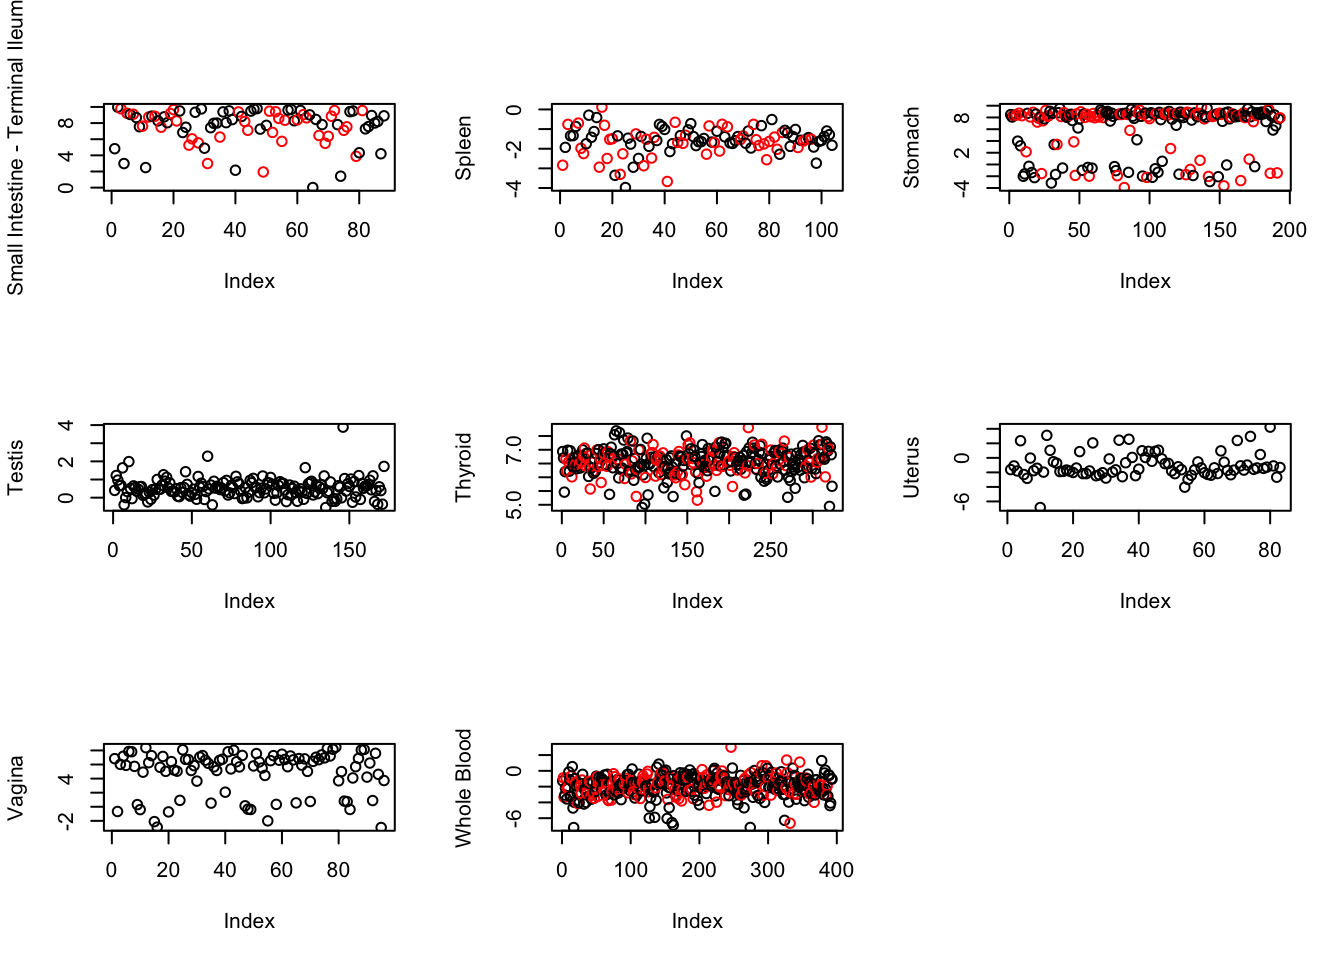 Small Intestine - Terminal Ileum
0 4 8
0 20 40 60 80
Index
Spleen
-4 -2 0
0 20 40 60 80 100
Index
Stomach
-4 2 8
0 50 100 150 200
Index
Testis
0 2 4
0 50 100 150
Index
Thyroid
5.0 7.0
0 50 150 250
Index
Uterus
-6 0
0 20 40 60 80
Index
Vagina
-2 4
0 20 40 60 80
Index
Whole Blood
-6 0
0 100 200 300 400
Index